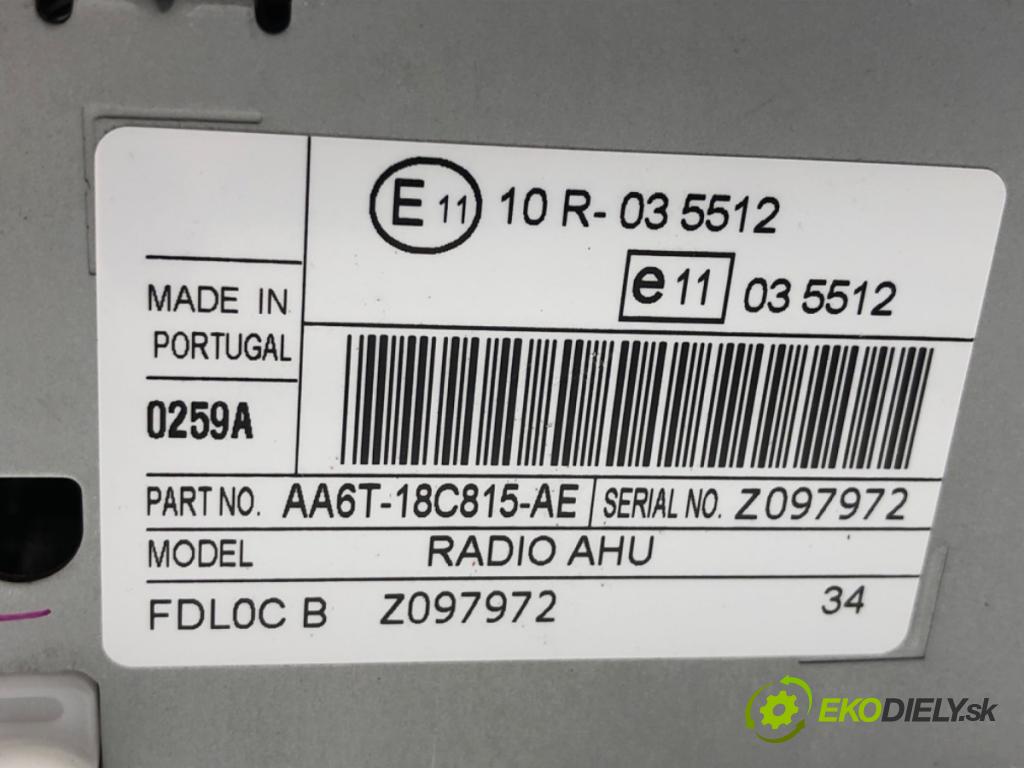 E 11 10 R- 03 5512
e 11 03 5512
MADE IN
PORTUGAL
0259A
PART NO. AA6T-18C815-AE SERIAL NO. Z097972
MODEL RADIO AHU
FDL0C B Z097972 34
EKODIELY.sk